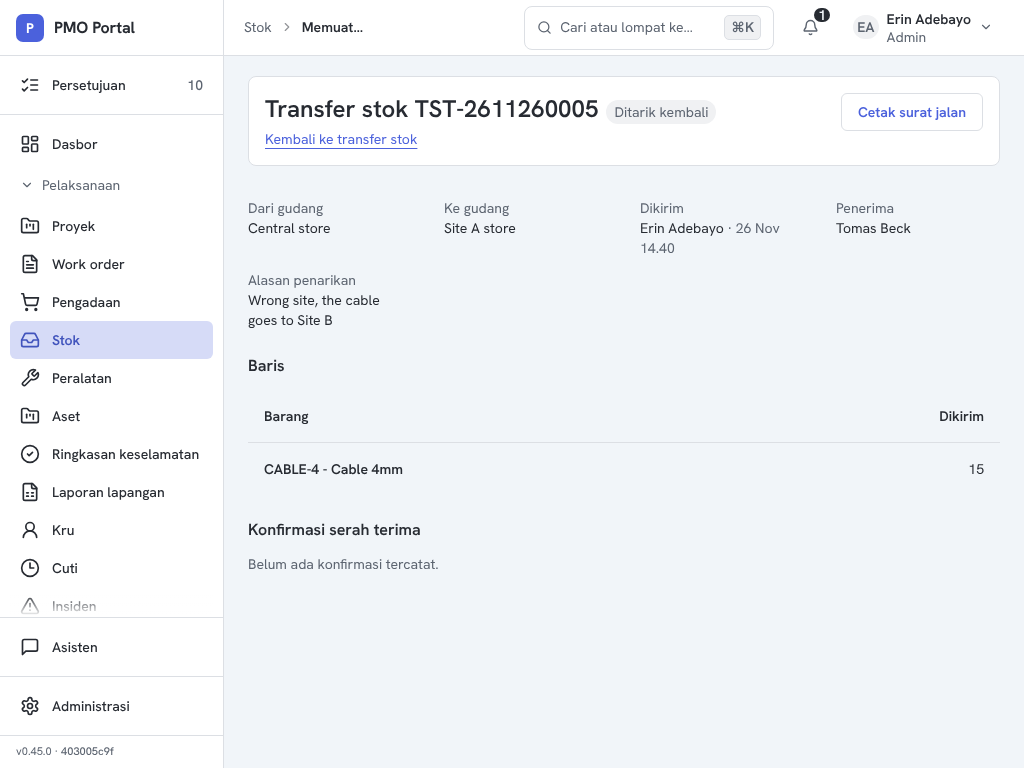 P PMO Portal
Stok > Memuat...
Cari atau lompat ke... ⌘K
1
EA Erin Adebayo
Admin
Persetujuan 10
Dasbor
Pelaksanaan
Proyek
Work order
Pengadaan
Stok
Peralatan
Aset
Ringkasan keselamatan
Laporan lapangan
Kru
Cuti
Insiden
Asisten
Administrasi
v0.45.0 · 403005c9f
Transfer stok TST-2611260005 Ditarik kembali
Kembali ke transfer stok
Cetak surat jalan
Dari gudang
Central store
Ke gudang
Site A store
Dikirim
Erin Adebayo · 26 Nov
14.40
Penerima
Tomas Beck
Alasan penarikan
Wrong site, the cable
goes to Site B
Baris
Barang Dikirim
CABLE-4 - Cable 4mm 15
Konfirmasi serah terima
Belum ada konfirmasi tercatat.